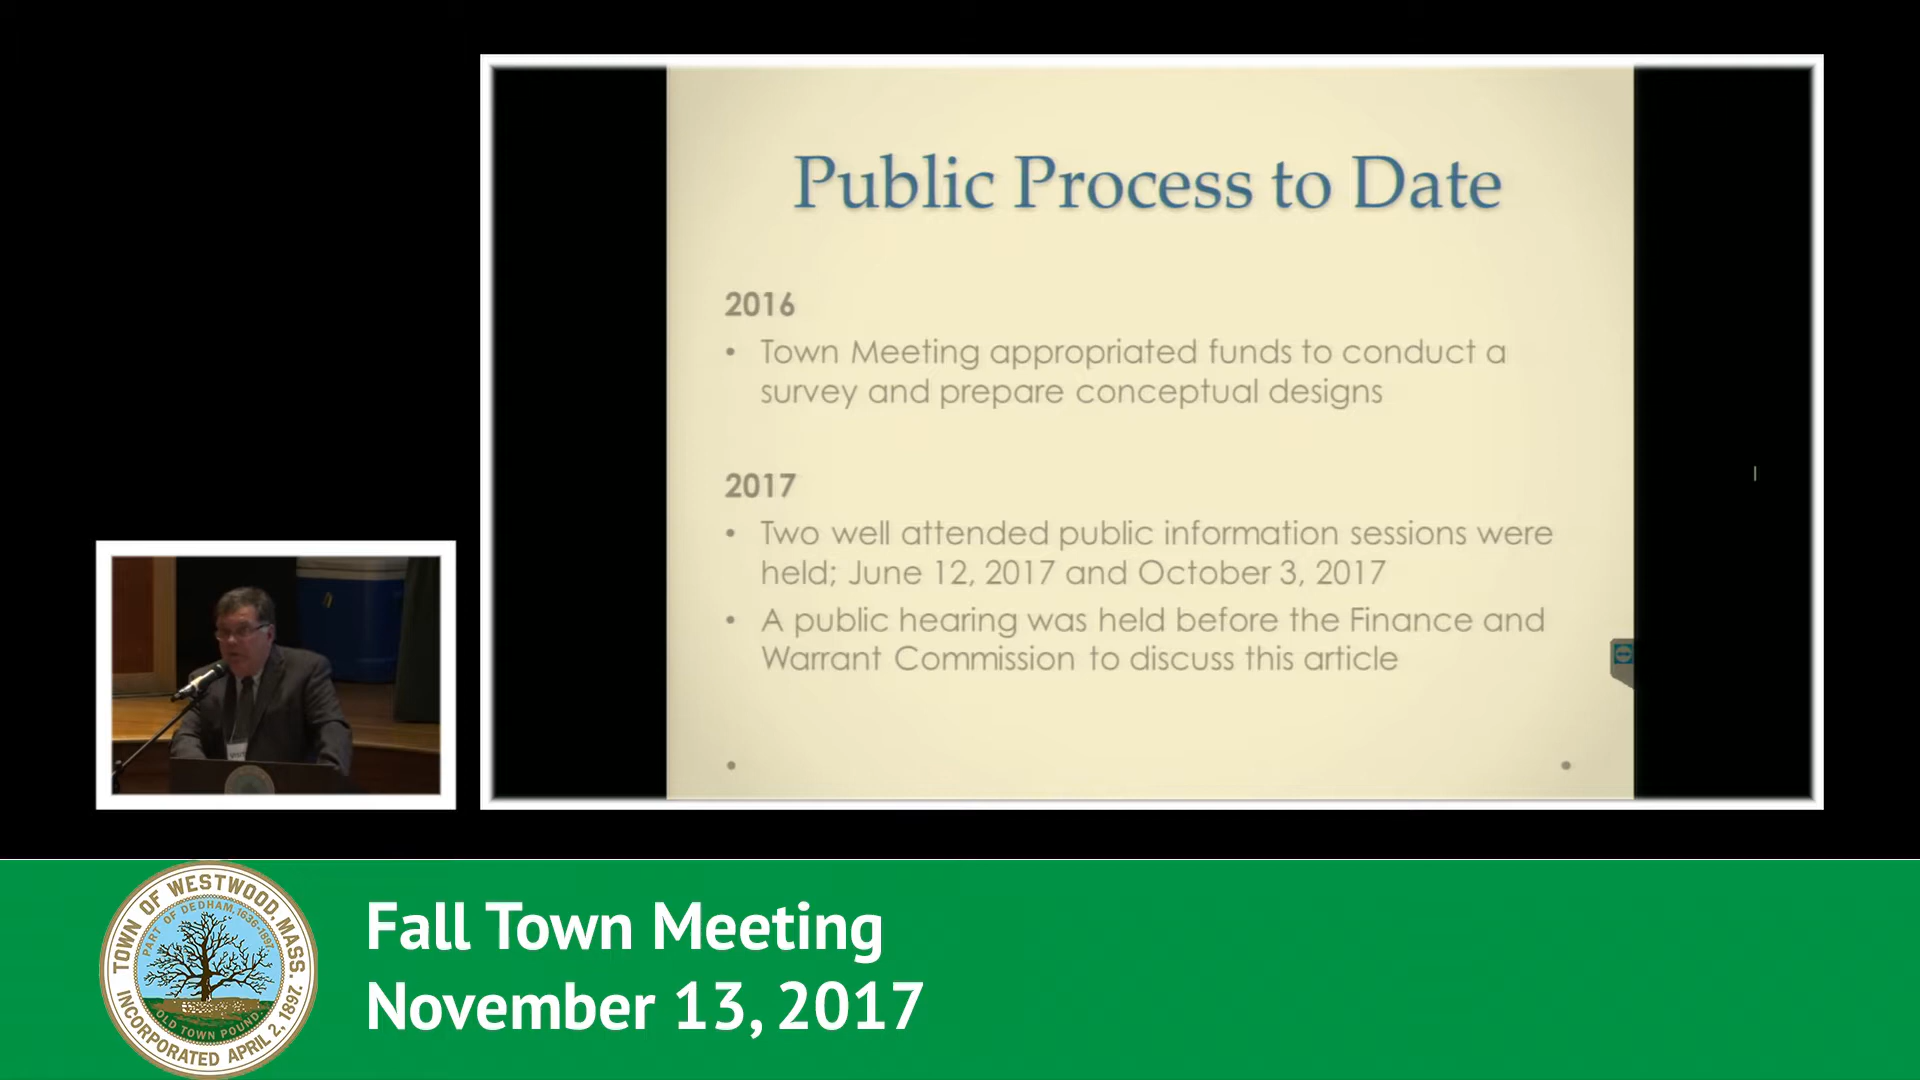 Public Process to Date
2016
• Town Meeting appropriated funds to conduct a
survey and prepare conceptual designs
2017
• Two well attended public information sessions were
held; June 12, 2017 and October 3, 2017
• A public hearing was held before the Finance and
Warrant Commission to discuss this article
TOWN OF WESTWOOD, MASS.
PART OF DEDHAM, 1636-1897.
OLD TOWN POUND.
INCORPORATED APRIL 2, 1897.
Fall Town Meeting
November 13, 2017